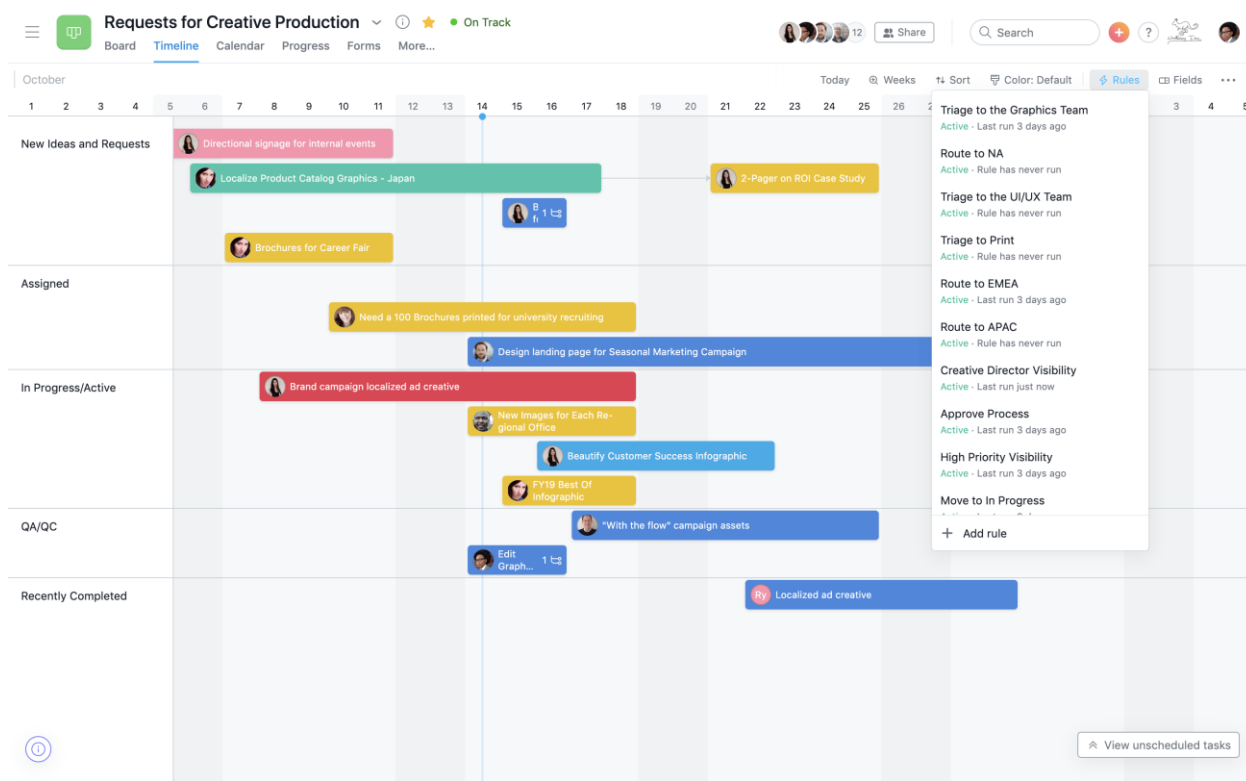 Requests for Creative Production
On Track
Board Timeline Calendar Progress Forms More...
12
Share
Search
?
October
Today Weeks Sort Color: Default Rules Fields
1 2 3 4 5 6 7 8 9 10 11 12 13 14 15 16 17 18 19 20 21 22 23 24 25 26 3 4
New Ideas and Requests
Directional signage for internal events
Localize Product Catalog Graphics - Japan
2-Pager on ROI Case Study
1
Brochures for Career Fair
Assigned
Need a 100 Brochures printed for university recruiting
Design landing page for Seasonal Marketing Campaign
In Progress/Active
Brand campaign localized ad creative
New Images for Each Re-
gional Office
Beautify Customer Success Infographic
FY19 Best Of
Infographic
QA/QC
"With the flow" campaign assets
Edit
Graph...
1
Recently Completed
Ry
Localized ad creative
Triage to the Graphics Team
Active - Last run 3 days ago
Route to NA
Active - Rule has never run
Triage to the UI/UX Team
Active - Rule has never run
Triage to Print
Active - Rule has never run
Route to EMEA
Active - Last run 3 days ago
Route to APAC
Active - Rule has never run
Creative Director Visibility
Active - Last run just now
Approve Process
Active - Last run 3 days ago
High Priority Visibility
Active - Last run 3 days ago
Move to In Progress
+ Add rule
View unscheduled tasks